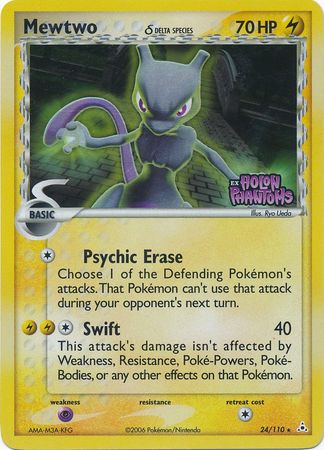 Mewtwo δ DELTA SPECIES 70 HP
EX HOLON PHANTOMS
δ
BASIC
Illus. Ryo Ueda
Psychic Erase
Choose 1 of the Defending Pokémon's
attacks. That Pokémon can't use that attack
during your opponent's next turn.
Swift 40
This attack's damage isn't affected by
Weakness, Resistance, Poké-Powers, Poké-
Bodies, or any other effects on that Pokémon.
weakness resistance retreat cost
AMA-M3A-KFG ©2006 Pokémon/Nintendo 24/110 ★